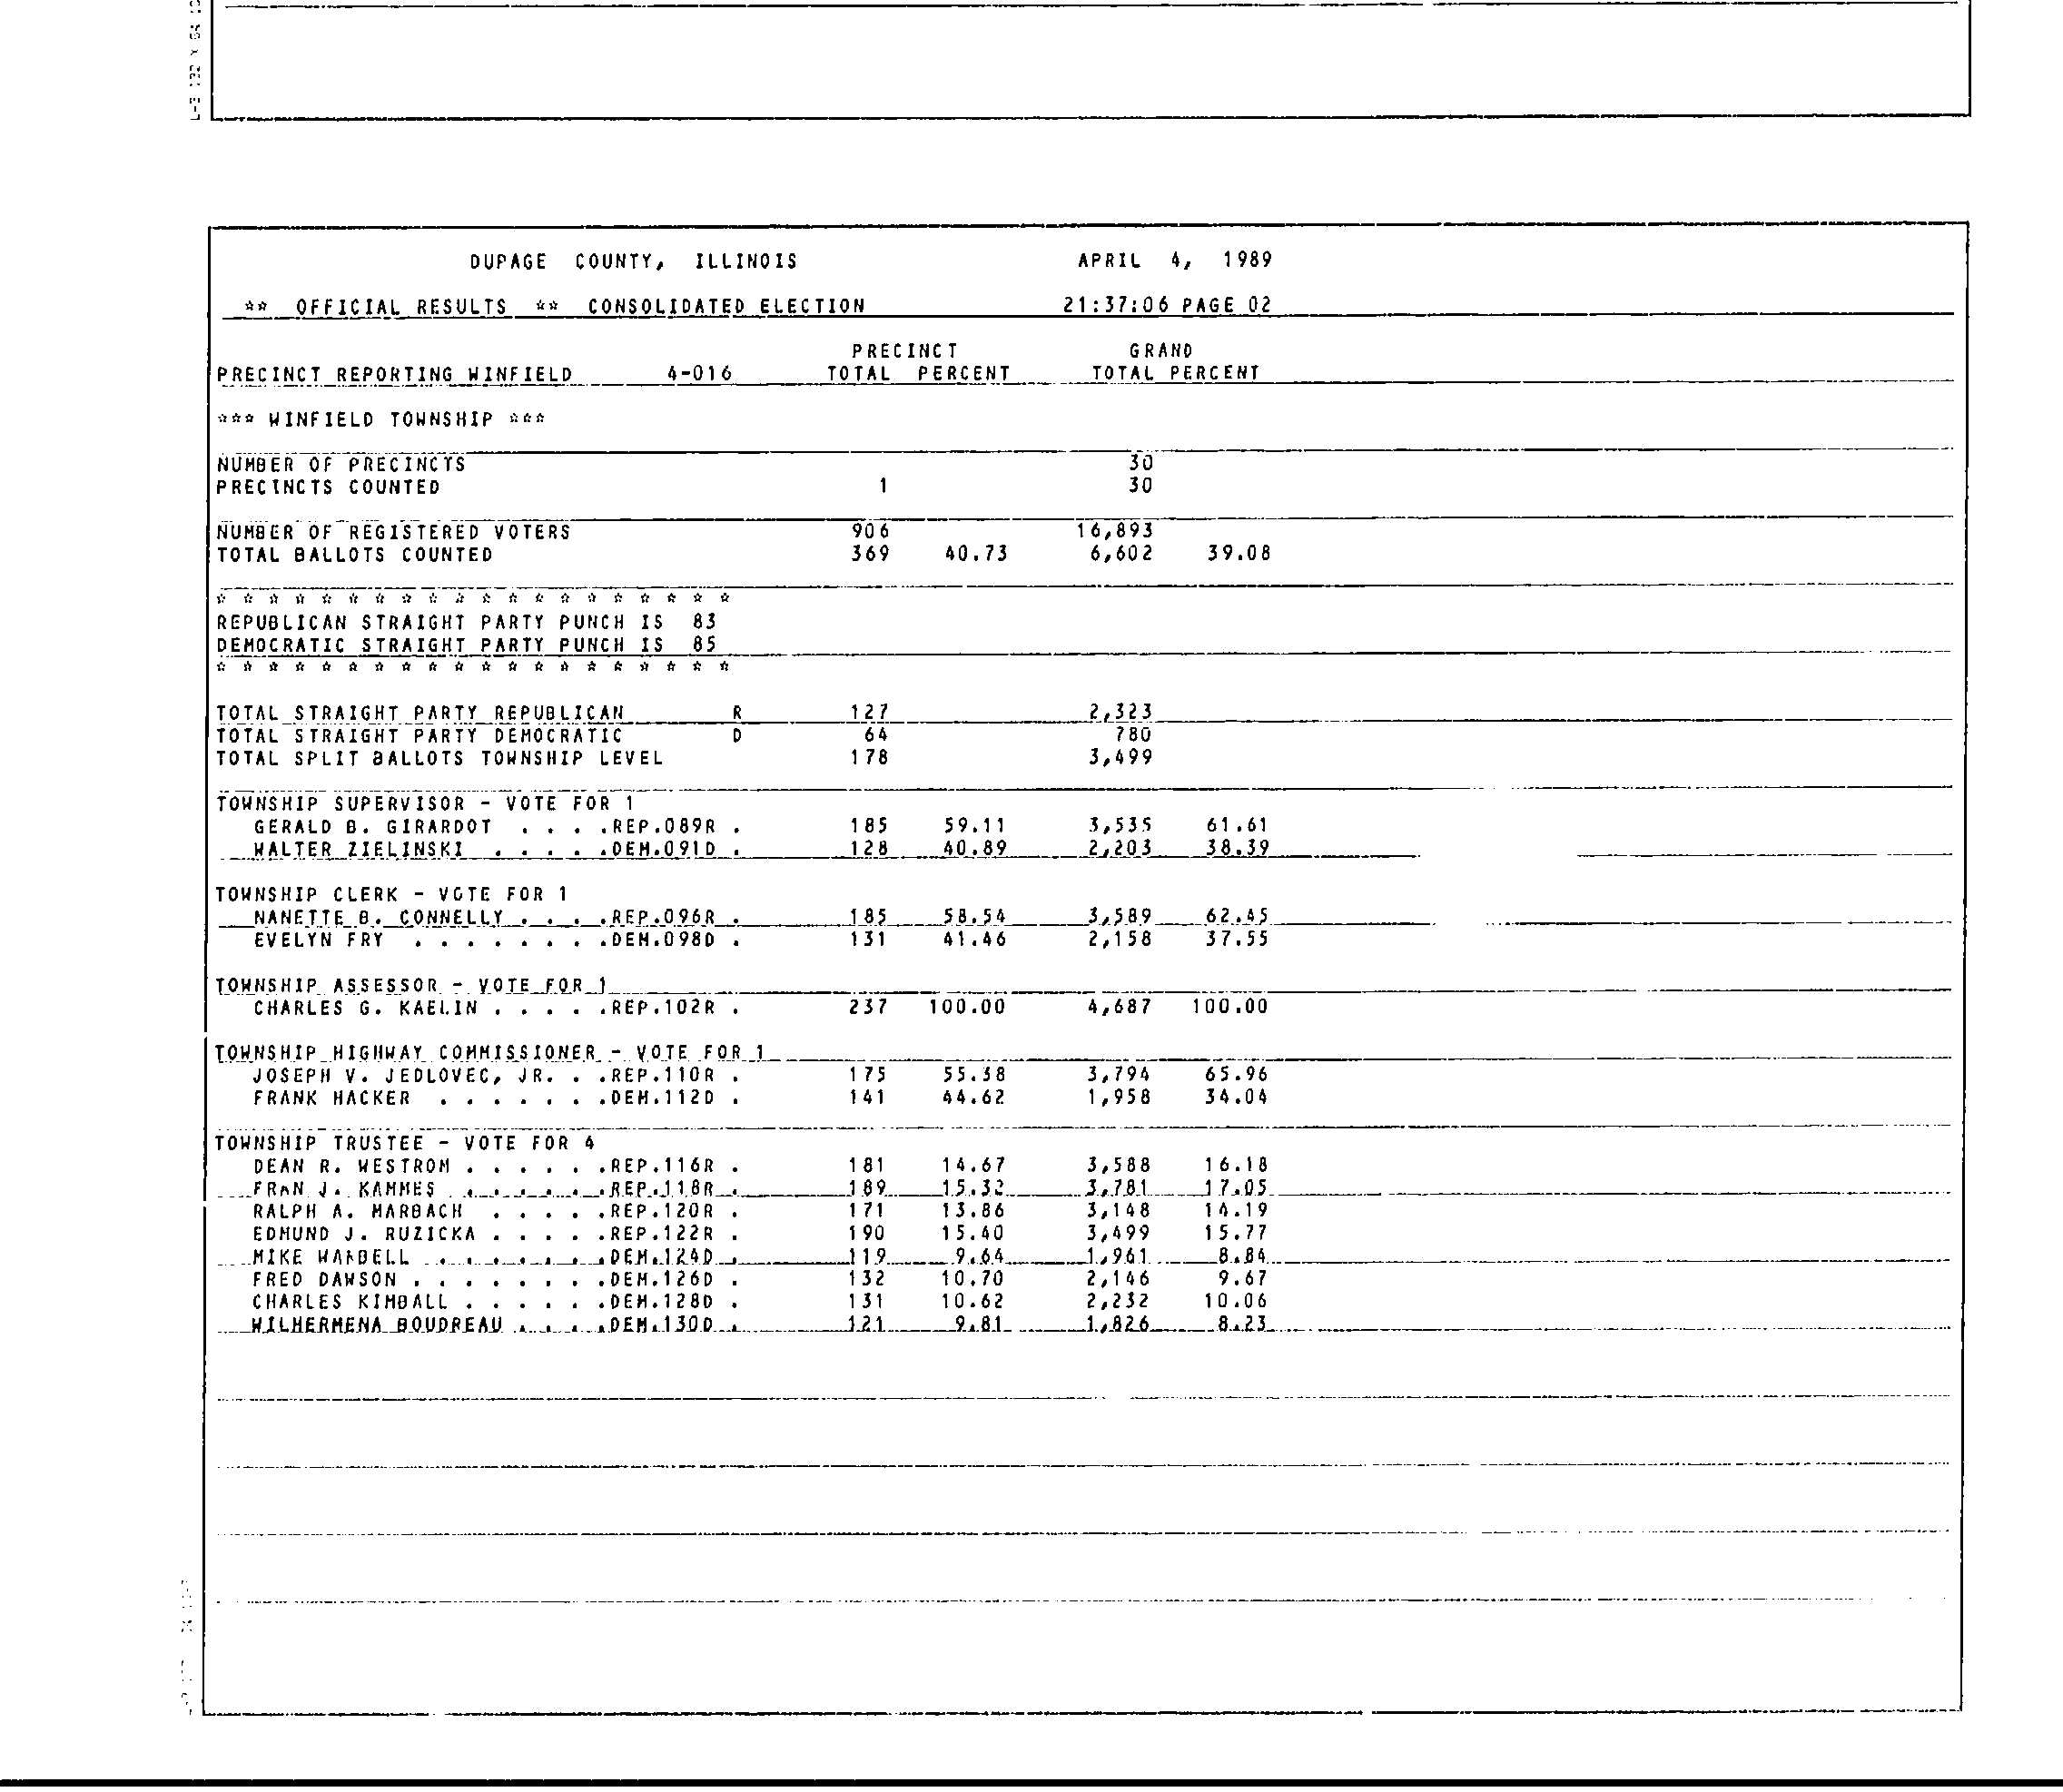 DUPAGE COUNTY, ILLINOIS APRIL 4, 1989
** OFFICIAL RESULTS ** CONSOLIDATED ELECTION 21:37:06 PAGE 02
PRECINCT GRAND
PRECINCT REPORTING WINFIELD 4-016 TOTAL PERCENT TOTAL PERCENT
*** WINFIELD TOWNSHIP ***
NUMBER OF PRECINCTS 30
PRECINCTS COUNTED 1 30
NUMBER OF REGISTERED VOTERS 906 16,893
TOTAL BALLOTS COUNTED 369 40.73 6,602 39.08
* * * * * * * * * * * * * * * * * * * *
REPUBLICAN STRAIGHT PARTY PUNCH IS 83
DEMOCRATIC STRAIGHT PARTY PUNCH IS 85
* * * * * * * * * * * * * * * * * * * *
TOTAL STRAIGHT PARTY REPUBLICAN R 127 2,323
TOTAL STRAIGHT PARTY DEMOCRATIC D 64 780
TOTAL SPLIT BALLOTS TOWNSHIP LEVEL 178 3,499
TOWNSHIP SUPERVISOR - VOTE FOR 1
GERALD B. GIRARDOT . . . .REP.089R . 185 59.11 3,535 61.61
WALTER ZIELINSKI . . . . .DEM.091D . 128 40.89 2,203 38.39
TOWNSHIP CLERK - VOTE FOR 1
NANETTE B. CONNELLY . . . .REP.096R . 185 58.54 3,589 62.45
EVELYN FRY . . . . . . . .DEM.098D . 131 41.46 2,158 37.55
TOWNSHIP ASSESSOR - VOTE FOR 1
CHARLES G. KAELIN . . . . .REP.102R . 237 100.00 4,687 100.00
TOWNSHIP HIGHWAY COMMISSIONER - VOTE FOR 1
JOSEPH V. JEDLOVEC, JR. . .REP.110R . 175 55.38 3,794 65.96
FRANK HACKER . . . . . . .DEM.112D . 141 44.62 1,958 34.04
TOWNSHIP TRUSTEE - VOTE FOR 4
DEAN R. WESTROM . . . . . .REP.116R . 181 14.67 3,588 16.18
FRAN J. KAMMES . . . . . .REP.118R . 189 15.32 3,781 17.05
RALPH A. MARBACH . . . . .REP.120R . 171 13.86 3,148 14.19
EDMUND J. RUZICKA . . . . .REP.122R . 190 15.40 3,499 15.77
MIKE . . . . . . .DEM.124D . 119 9.64 1,961 8.84
FRED DAWSON . . . . . . . .DEM.126D . 132 10.70 2,146 9.67
CHARLES KIMBALL . . . . . .DEM.128D . 131 10.62 2,232 10.06
WILHERMENA BOUDREAU . . . .DEM.130D . 121 9.81 1,826 8.23